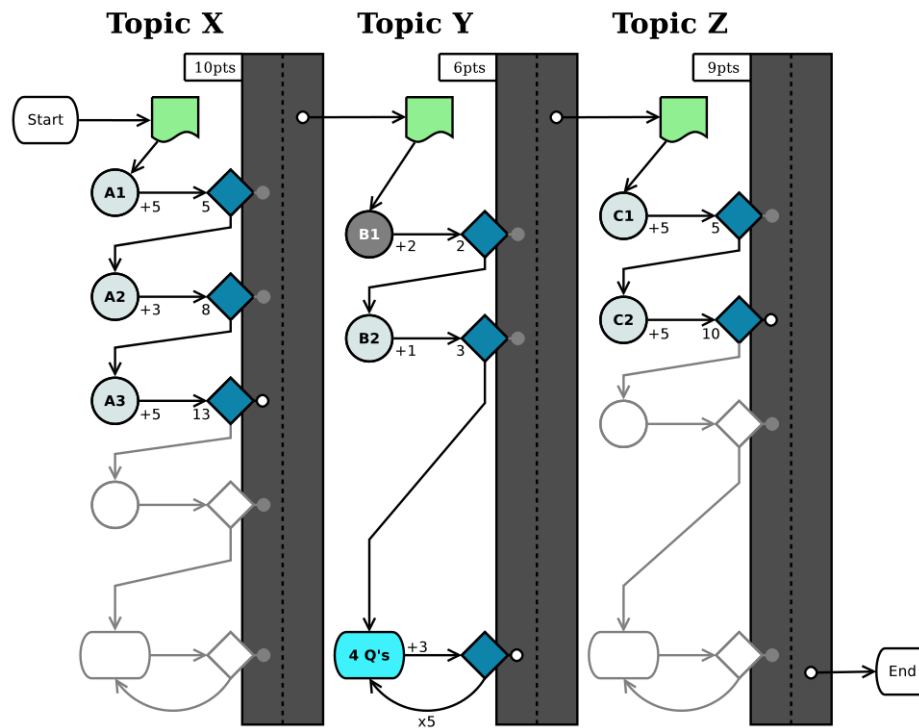 Topic X
Topic Y
Topic Z
10pts
6pts
9pts
Start
A1
+5
5
A2
+3
8
A3
+5
13
B1
+2
2
B2
+1
3
4 Q's
+3
x5
C1
+5
5
C2
+5
10
End